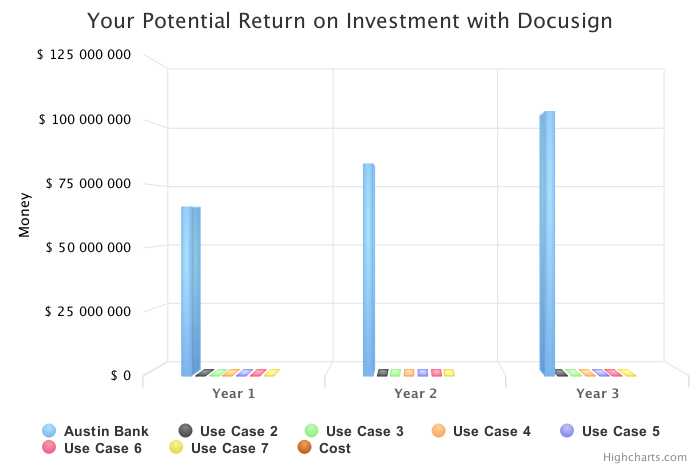 Your Potential Return on Investment with Docusign
$ 125 000 000
$ 100 000 000
$ 75 000 000
$ 50 000 000
$ 25 000 000
$ 0
Money
Year 1
Year 2
Year 3
Austin Bank
Use Case 2
Use Case 3
Use Case 4
Use Case 5
Use Case 6
Use Case 7
Cost
Highcharts.com